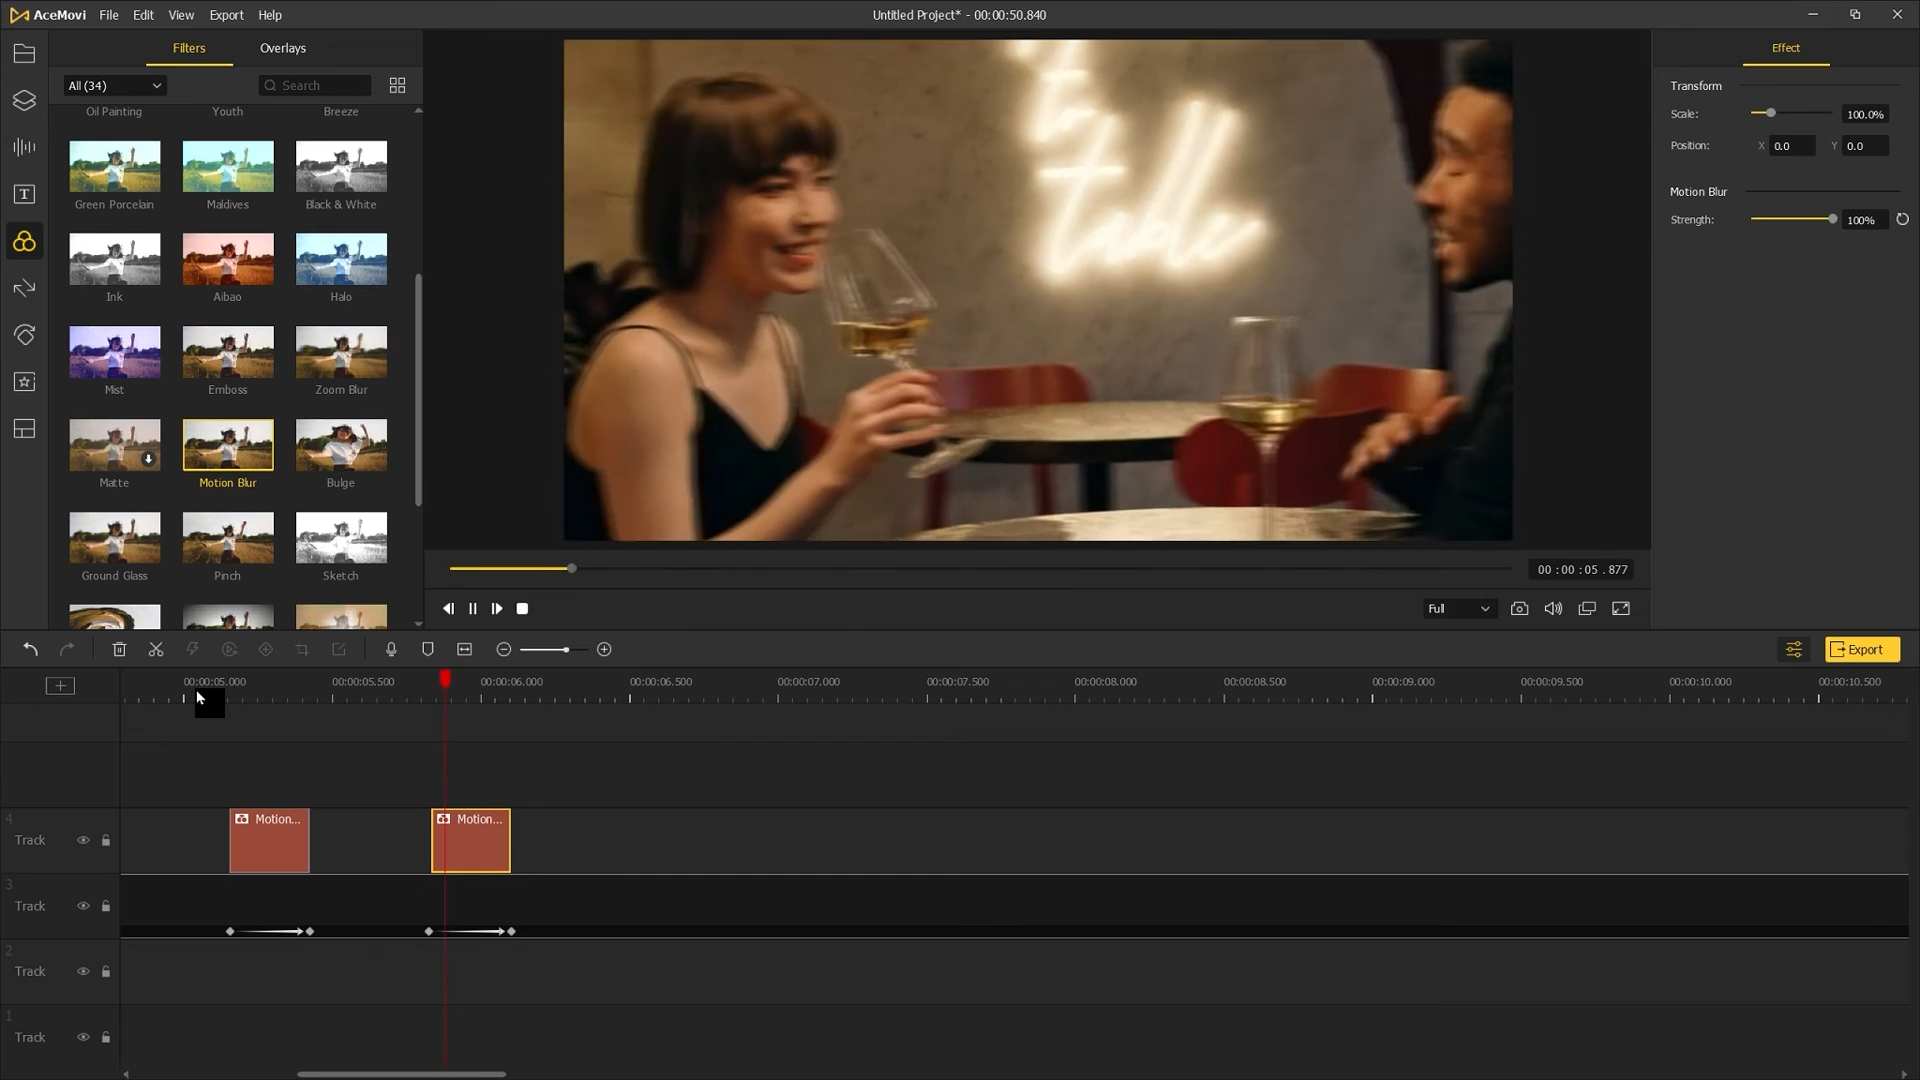 AceMovi File Edit View Export Help
Untitled Project* - 00:00:50.840
Filters Overlays
All (34) Search
Oil Painting Youth Breeze
Green Porcelain Maldives Black & White
Ink Aibao Halo
Mist Emboss Zoom Blur
Matte Motion Blur Bulge
Ground Glass Pinch Sketch
to
table
Effect
Transform
Scale: 100.0%
Position: X 0.0 Y 0.0
Motion Blur
Strength: 100%
00 : 00 : 05 . 877
Full
Export
00:00:05.000 00:00:05.500 00:00:06.000 00:00:06.500 00:00:07.000 00:00:07.500 00:00:08.000 00:00:08.500 00:00:09.000 00:00:09.500 00:00:10.000 00:00:10.500
4
Track
Motion... Motion...
3
Track
2
Track
1
Track